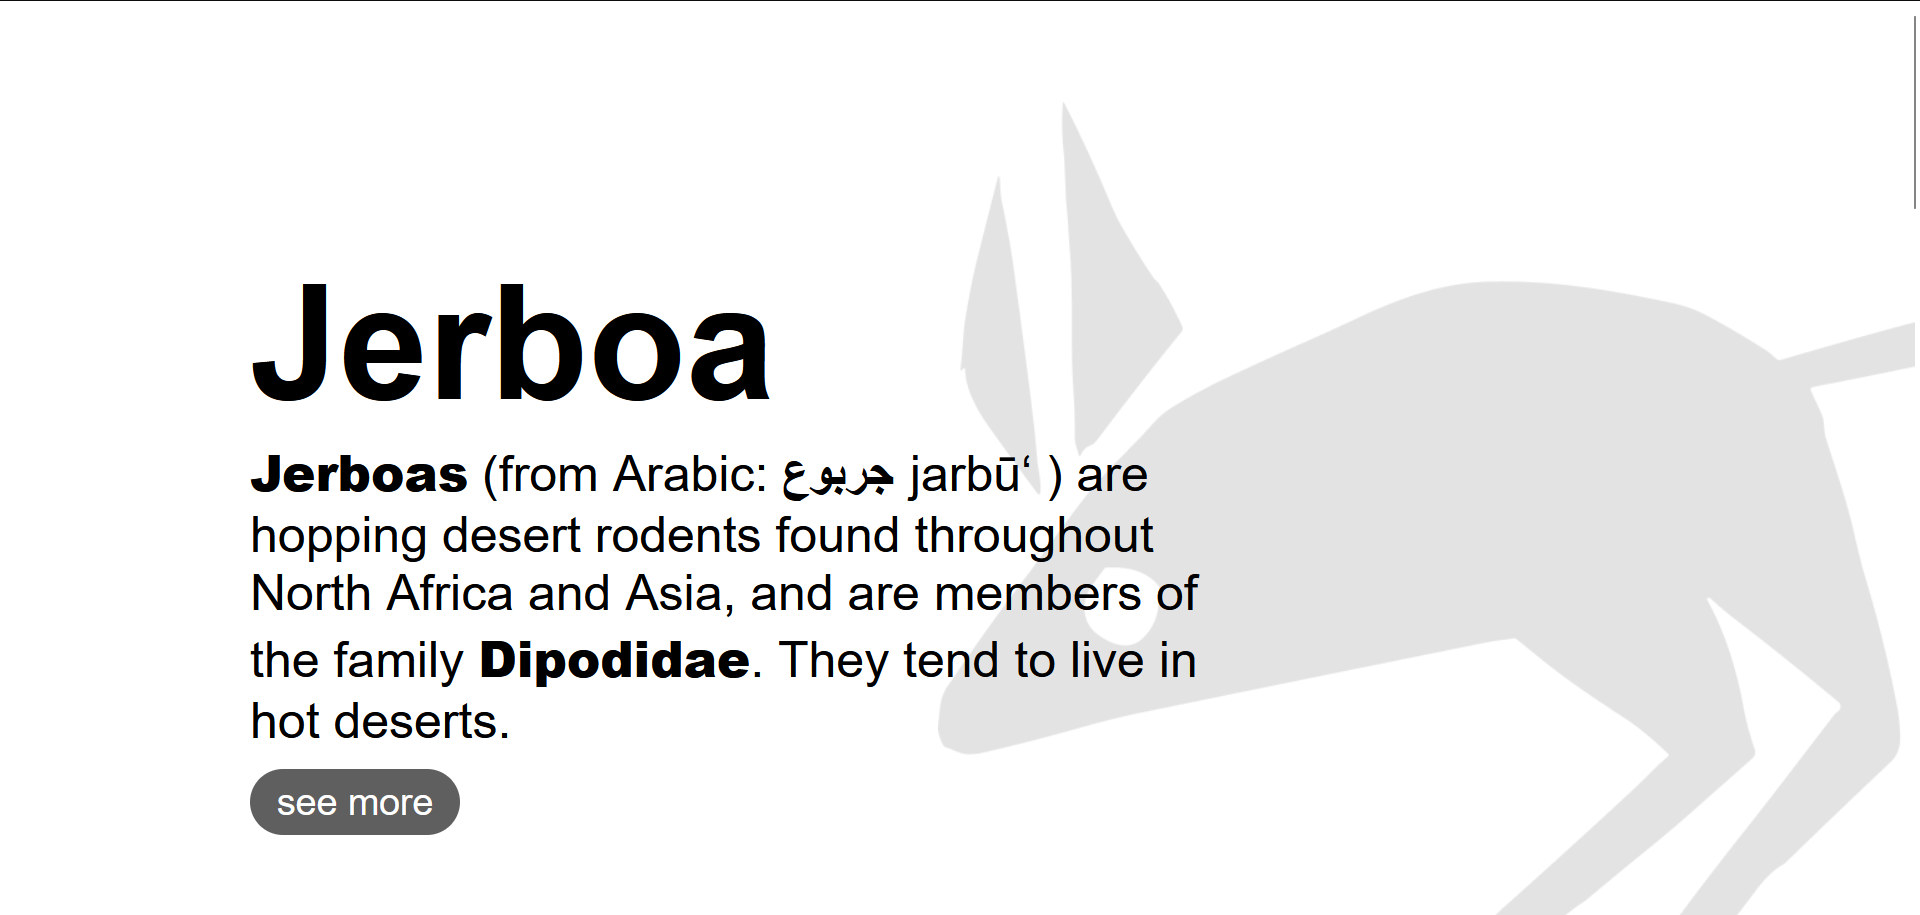 Jerboa
Jerboas (from Arabic: جربوع jarbū‘ ) are
hopping desert rodents found throughout
North Africa and Asia, and are members of
the family Dipodidae. They tend to live in
hot deserts.
see more